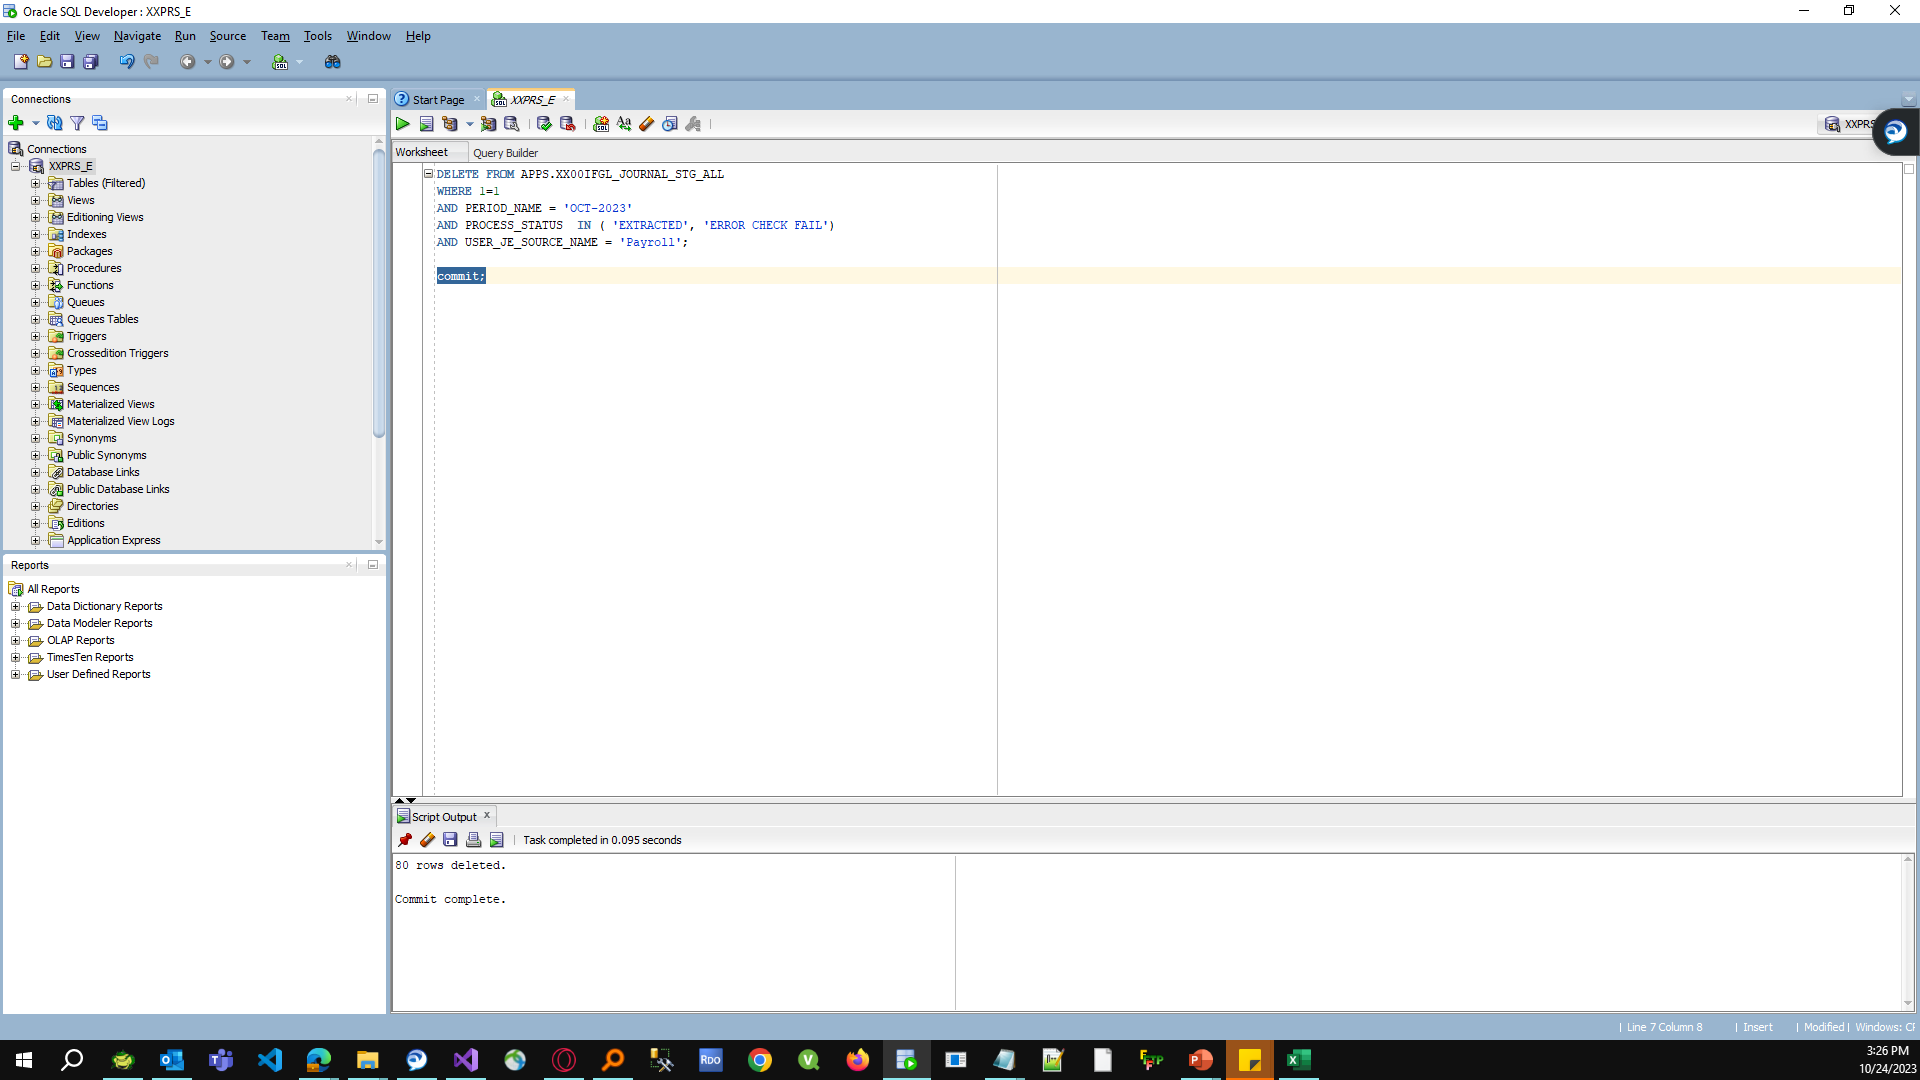 Oracle SQL Developer : XXPRS_E
File Edit View Navigate Run Source Team Tools Window Help
Connections
Start Page
XXPRS_E
XXPRS
Worksheet
Query Builder
Connections
XXPRS_E
Tables (Filtered)
Views
Editioning Views
Indexes
Packages
Procedures
Functions
Queues
Queues Tables
Triggers
Crossedition Triggers
Types
Sequences
Materialized Views
Materialized View Logs
Synonyms
Public Synonyms
Database Links
Public Database Links
Directories
Editions
Application Express
DELETE FROM APPS.XX00IFGL_JOURNAL_STG_ALL
WHERE 1=1
AND PERIOD_NAME = 'OCT-2023'
AND PROCESS_STATUS  IN ( 'EXTRACTED', 'ERROR CHECK FAIL')
AND USER_JE_SOURCE_NAME = 'Payroll';
commit;
Reports
All Reports
Data Dictionary Reports
Data Modeler Reports
OLAP Reports
TimesTen Reports
User Defined Reports
Script Output
Task completed in 0.095 seconds
80 rows deleted.
Commit complete.
Line 7 Column 8 | Insert | Modified | Windows: CF
3:26 PM
10/24/2023